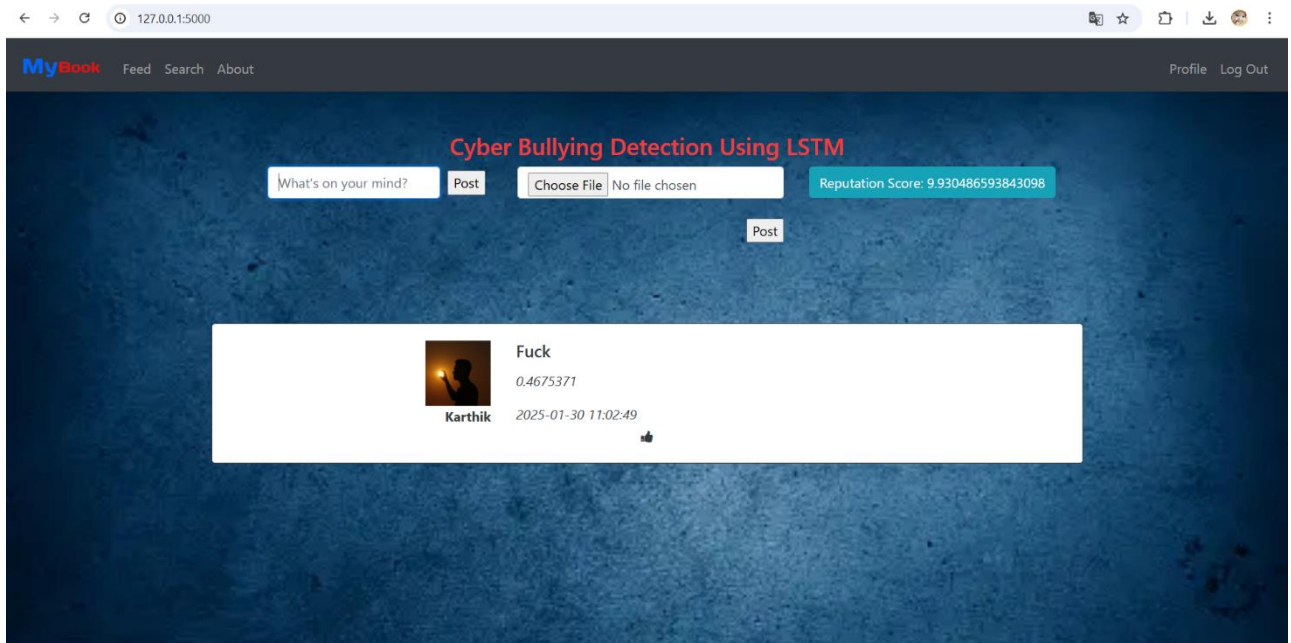 127.0.0.1:5000
MyBook Feed Search About Profile Log Out
Cyber Bullying Detection Using LSTM
What's on your mind? Post Choose File No file chosen Reputation Score: 9.930486593843098
Post
Fuck
0.4675371
Karthik 2025-01-30 11:02:49